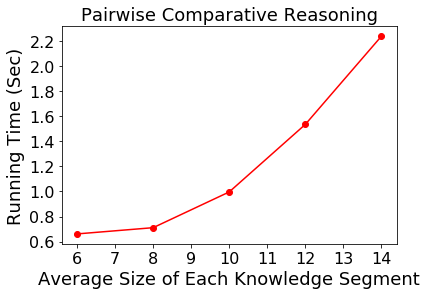 Pairwise Comparative Reasoning
Running Time (Sec)
2.2
2.0
1.8
1.6
1.4
1.2
1.0
0.8
0.6
6 7 8 9 10 11 12 13 14
Average Size of Each Knowledge Segment